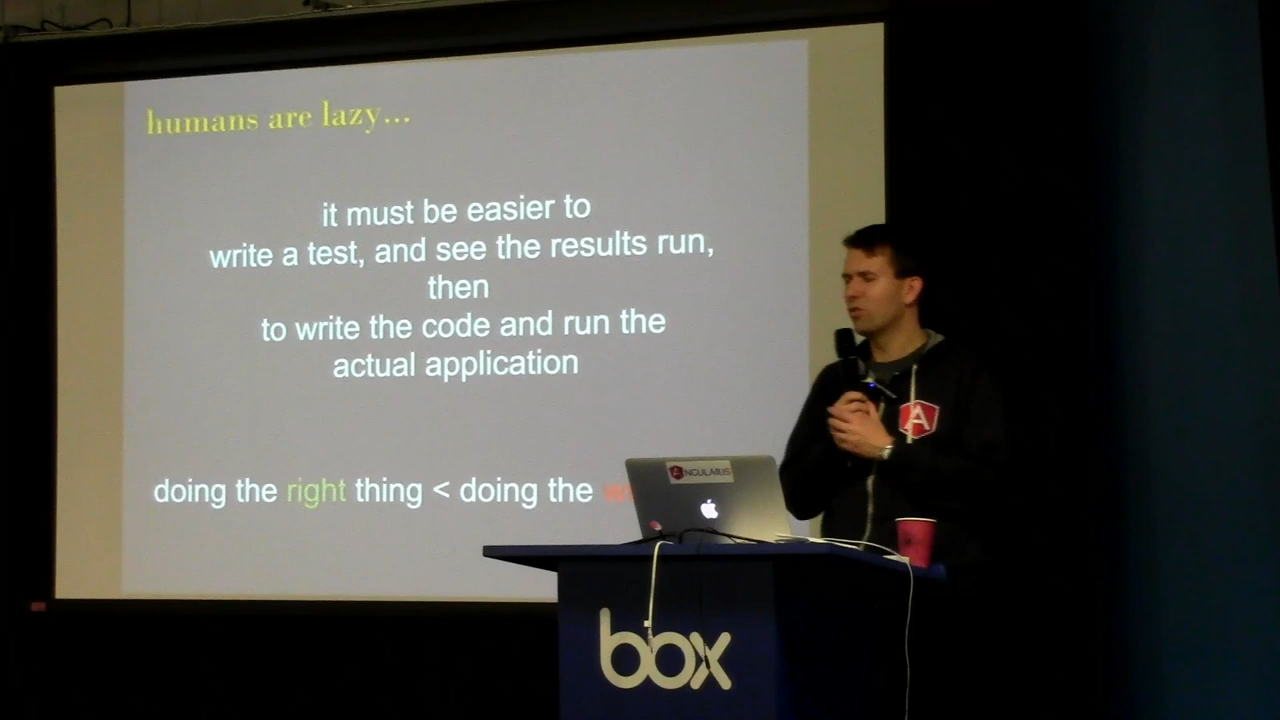 humans are lazy...
it must be easier to
write a test, and see the results run,
then
to write the code and run the
actual application
doing the right thing < doing the
ANGULARJS
A
box